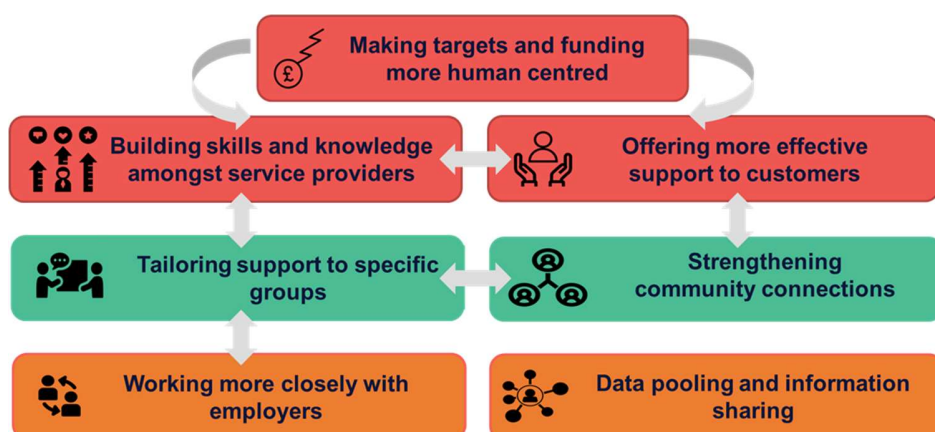 Making targets and funding
more human centred
£
Building skills and knowledge
amongst service providers
Offering more effective
support to customers
Tailoring support to specific
groups
Strengthening
community connections
Working more closely with
employers
Data pooling and information
sharing